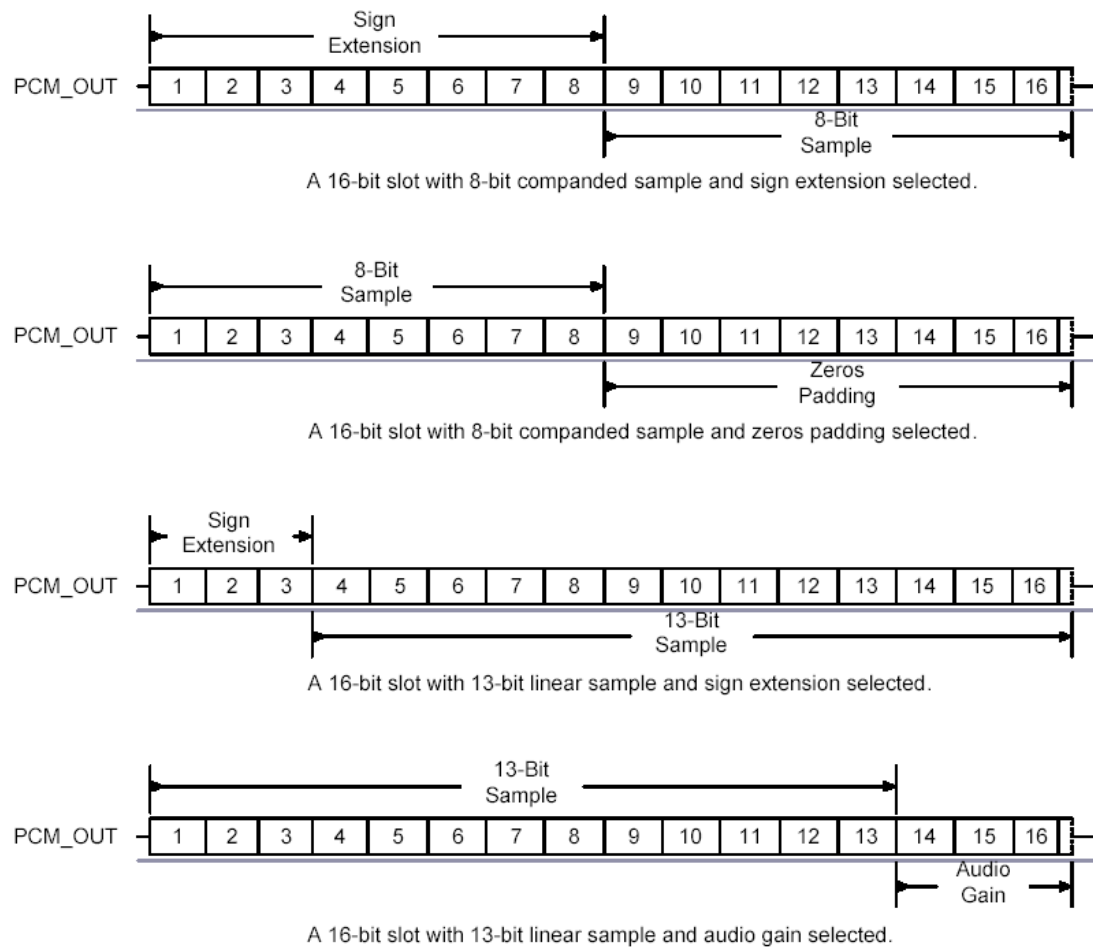 Sign
Extension
PCM_OUT 1 2 3 4 5 6 7 8 9 10 11 12 13 14 15 16
8-Bit
Sample
A 16-bit slot with 8-bit companded sample and sign extension selected.
8-Bit
Sample
PCM_OUT 1 2 3 4 5 6 7 8 9 10 11 12 13 14 15 16
Zeros
Padding
A 16-bit slot with 8-bit companded sample and zeros padding selected.
Sign
Extension
PCM_OUT 1 2 3 4 5 6 7 8 9 10 11 12 13 14 15 16
13-Bit
Sample
A 16-bit slot with 13-bit linear sample and sign extension selected.
13-Bit
Sample
PCM_OUT 1 2 3 4 5 6 7 8 9 10 11 12 13 14 15 16
Audio
Gain
A 16-bit slot with 13-bit linear sample and audio gain selected.